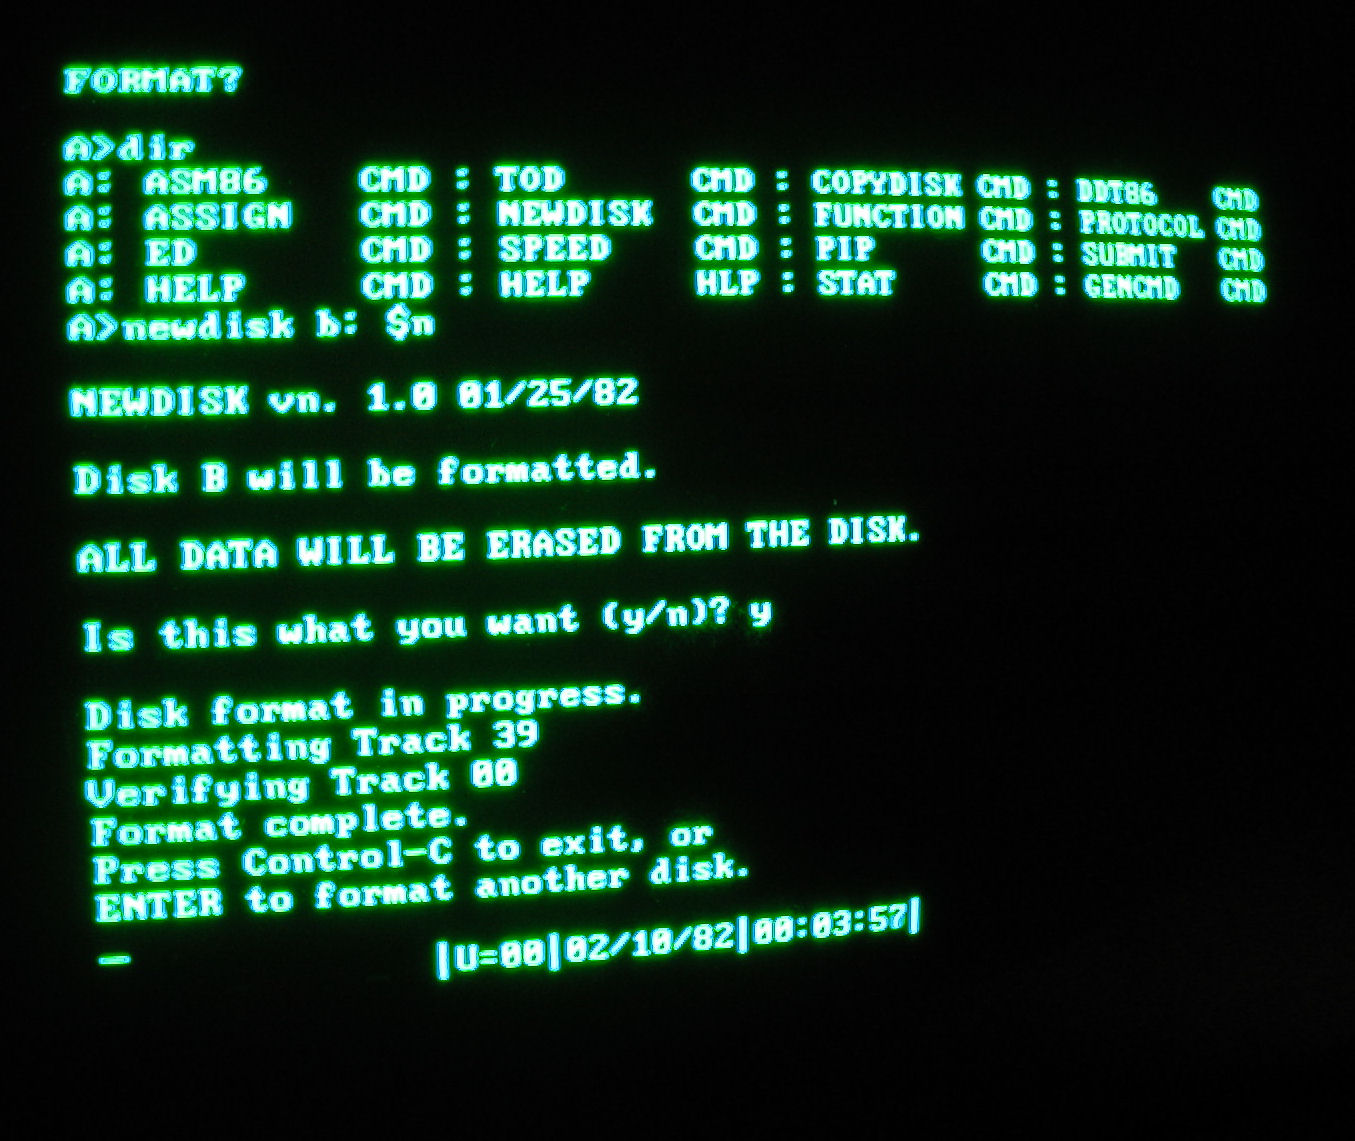 FORMAT?
A>dir
A: ASM86 CMD : TOD CMD : COPYDISK CMD : DDT86 CMD
A: ASSIGN CMD : NEWDISK CMD : FUNCTION CMD : PROTOCOL CMD
A: ED CMD : SPEED CMD : PIP CMD : SUBMIT CMD
A: HELP CMD : HELP HLP : STAT CMD : GENCMD CMD
A>newdisk b: $n
NEWDISK vn. 1.0 01/25/82
Disk B will be formatted.
ALL DATA WILL BE ERASED FROM THE DISK.
Is this what you want (y/n)? y
Disk format in progress.
Formatting Track 39
Verifying Track 00
Format complete.
Press Control-C to exit, or
ENTER to format another disk.
|U=00|02/10/82|00:03:57|